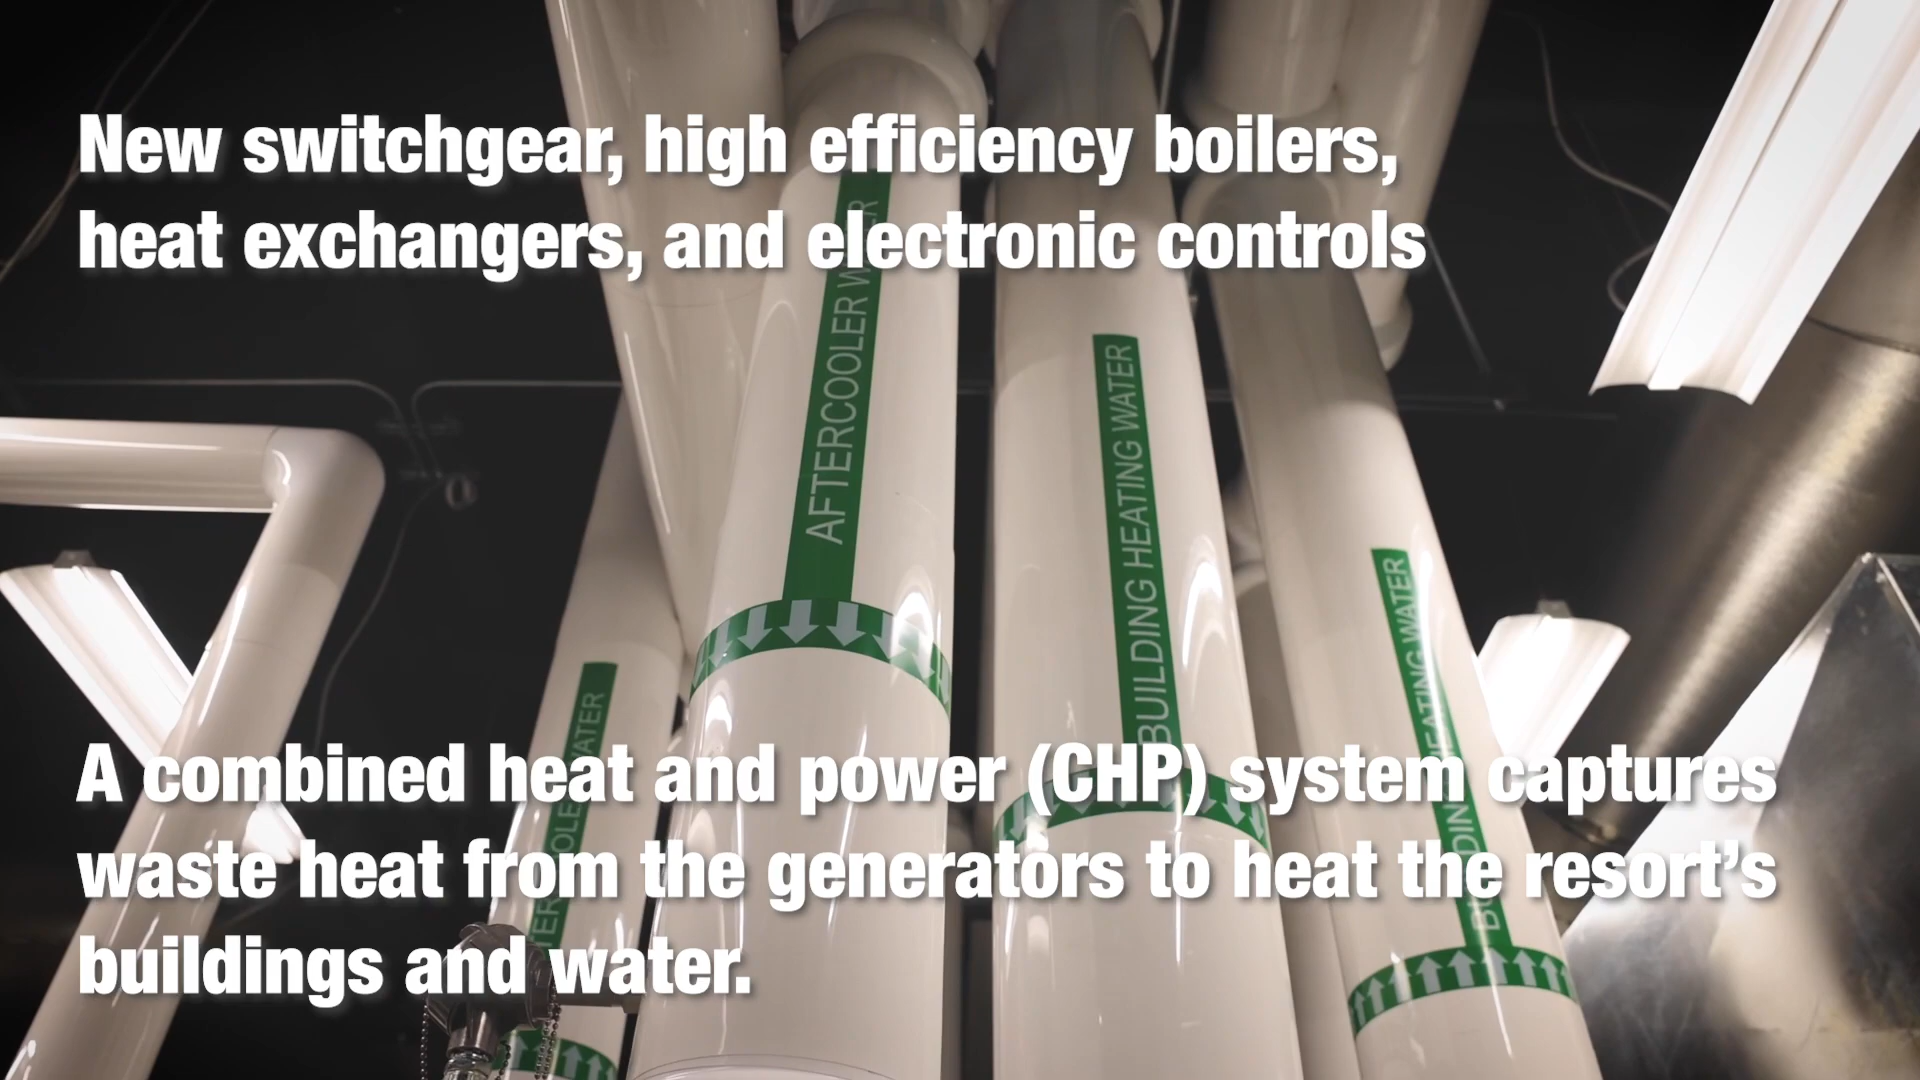 New switchgear, high efficiency boilers,
heat exchangers, and electronic controls
AFTERCOOLER WATER
BUILDING HEATING WATER
HEATING WATER
WATER
A combined heat and power (CHP) system captures
waste heat from the generators to heat the resort’s
buildings and water.